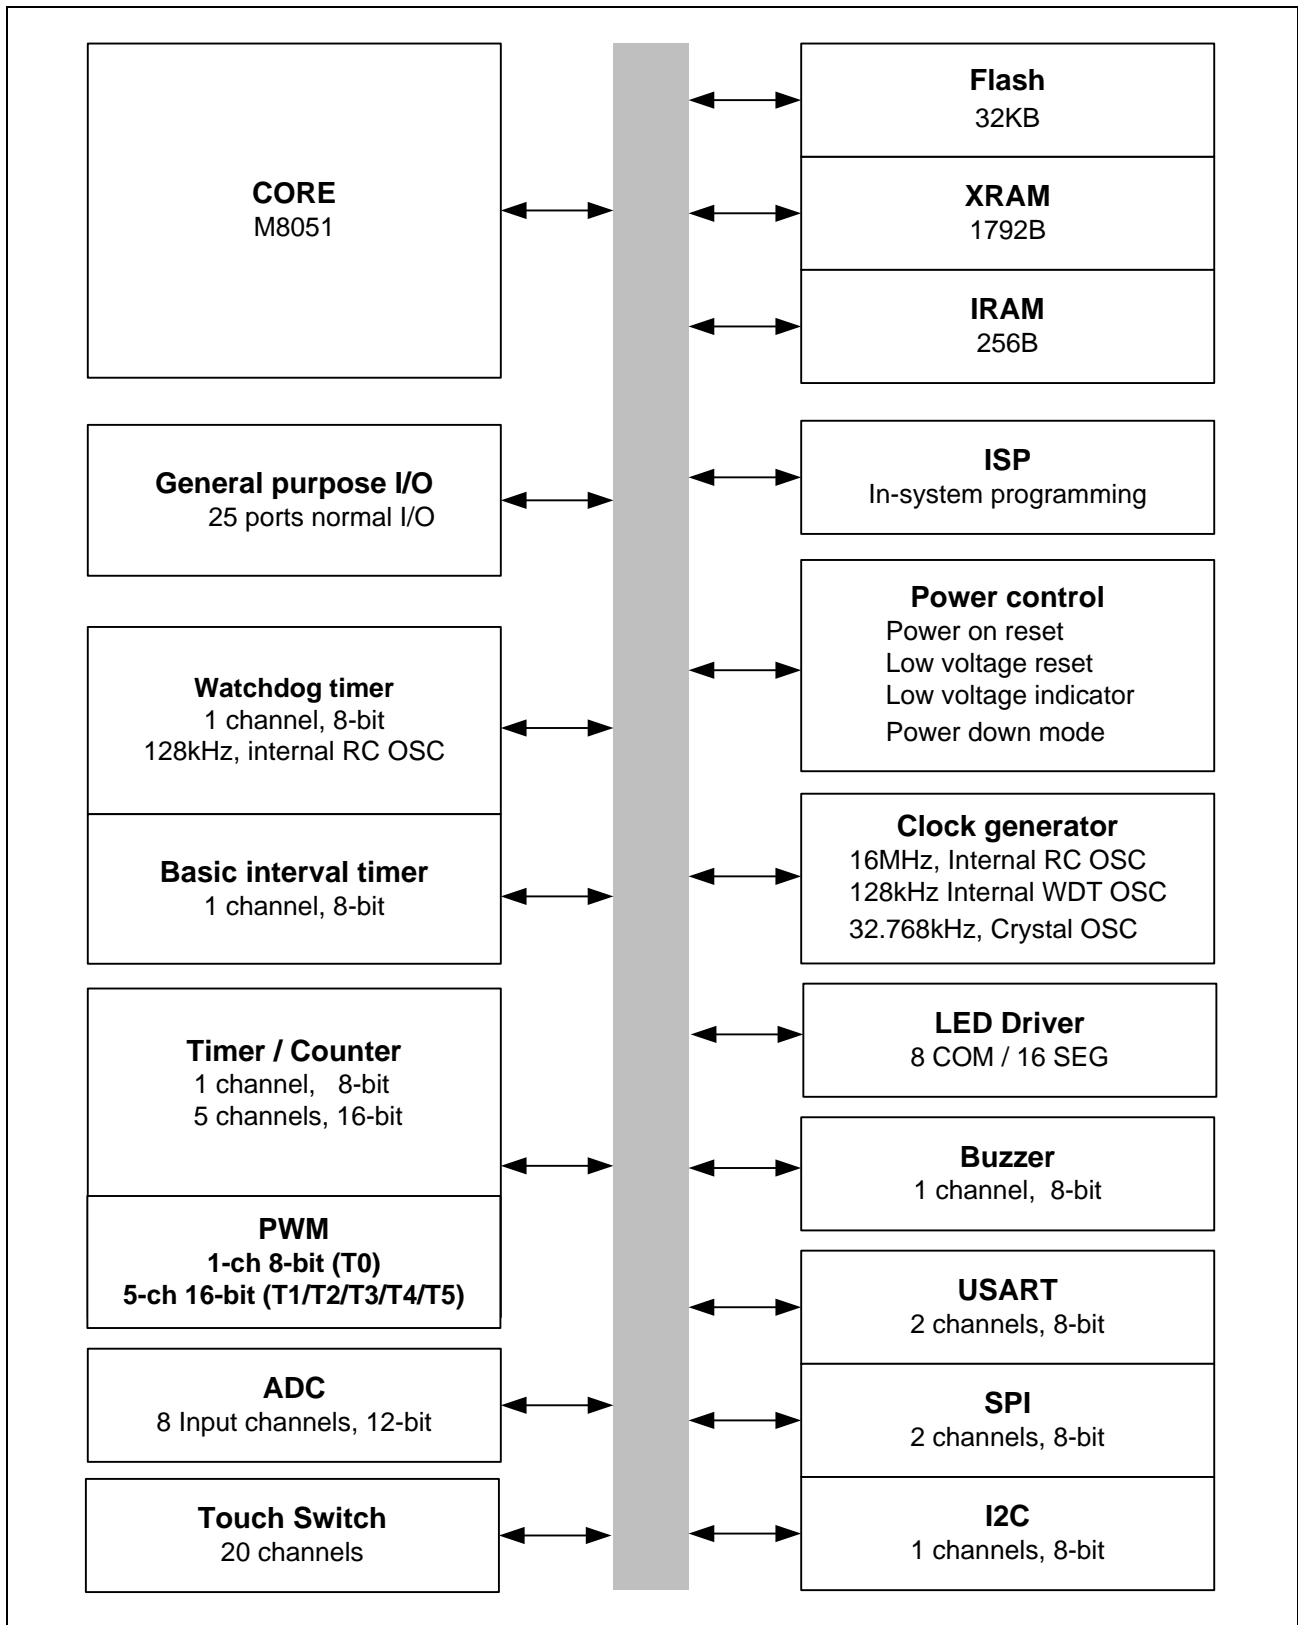 CORE
M8051
General purpose I/O
25 ports normal I/O
Watchdog timer
1 channel, 8-bit
128kHz, internal RC OSC
Basic interval timer
1 channel, 8-bit
Timer / Counter
1 channel, 8-bit
5 channels, 16-bit
PWM
1-ch 8-bit (T0)
5-ch 16-bit (T1/T2/T3/T4/T5)
ADC
8 Input channels, 12-bit
Touch Switch
20 channels
Flash
32KB
XRAM
1792B
IRAM
256B
ISP
In-system programming
Power control
Power on reset
Low voltage reset
Low voltage indicator
Power down mode
Clock generator
16MHz, Internal RC OSC
128kHz Internal WDT OSC
32.768kHz, Crystal OSC
LED Driver
8 COM / 16 SEG
Buzzer
1 channel, 8-bit
USART
2 channels, 8-bit
SPI
2 channels, 8-bit
I2C
1 channels, 8-bit